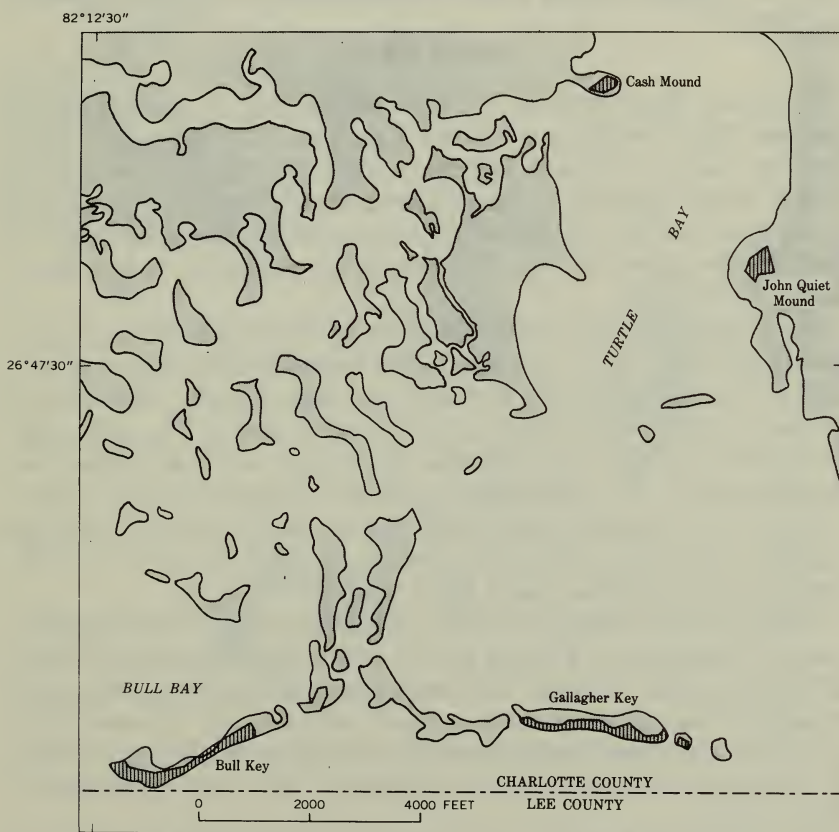 82°12'30"
Cash Mound
BAY
John Quiet
Mound
TURTLE
26°47'30"
BULL BAY
Gallagher Key
Bull Key
CHARLOTTE COUNTY
0 2000 4000 FEET LEE COUNTY